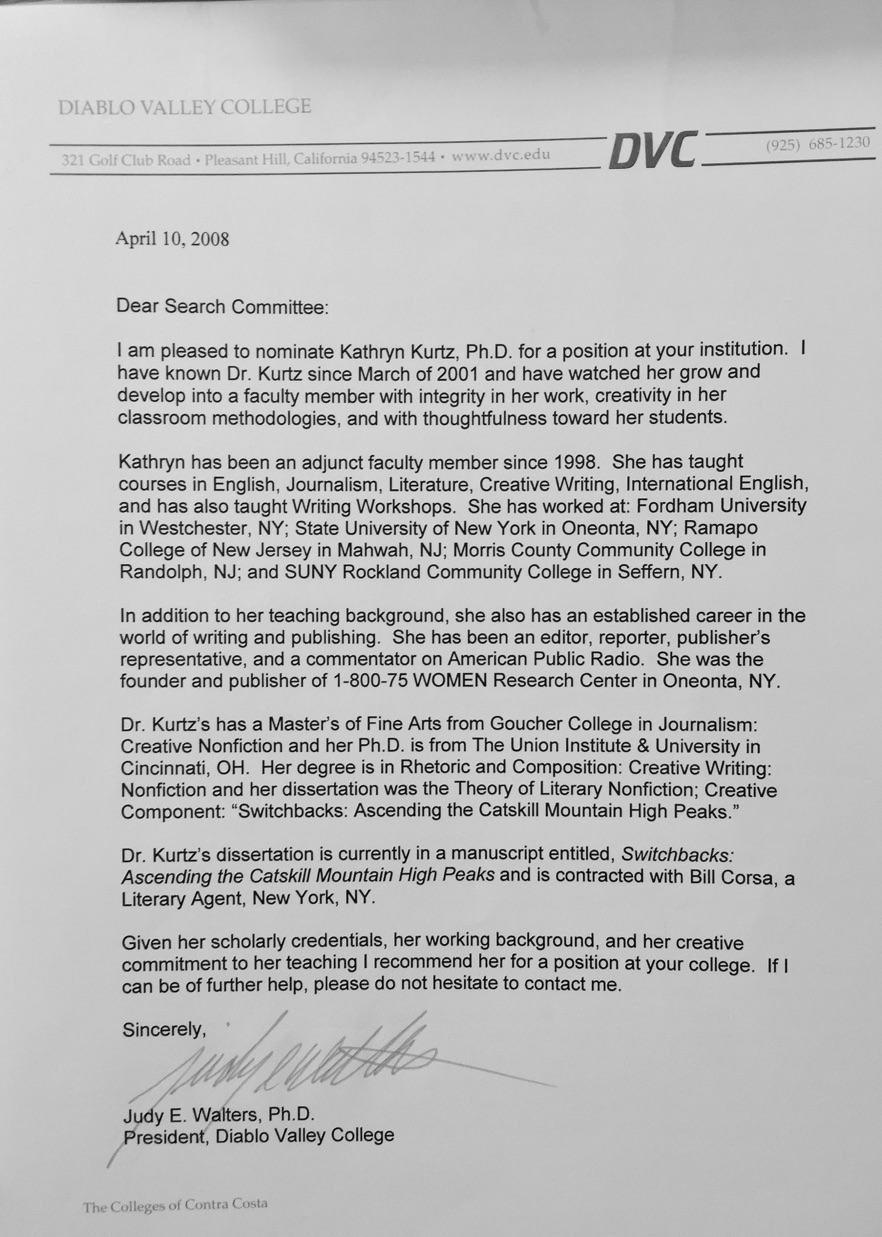 DIABLO VALLEY COLLEGE
321 Golf Club Road • Pleasant Hill, California 94523-1544 • www.dvc.edu
DVC
(925) 685-1230
April 10, 2008
Dear Search Committee:
I am pleased to nominate Kathryn Kurtz, Ph.D. for a position at your institution. I
have known Dr. Kurtz since March of 2001 and have watched her grow and
develop into a faculty member with integrity in her work, creativity in her
classroom methodologies, and with thoughtfulness toward her students.
Kathryn has been an adjunct faculty member since 1998. She has taught
courses in English, Journalism, Literature, Creative Writing, International English,
and has also taught Writing Workshops. She has worked at: Fordham University
in Westchester, NY; State University of New York in Oneonta, NY; Ramapo
College of New Jersey in Mahwah, NJ; Morris County Community College in
Randolph, NJ; and SUNY Rockland Community College in Seffern, NY.
In addition to her teaching background, she also has an established career in the
world of writing and publishing. She has been an editor, reporter, publisher's
representative, and a commentator on American Public Radio. She was the
founder and publisher of 1-800-75 WOMEN Research Center in Oneonta, NY.
Dr. Kurtz's has a Master's of Fine Arts from Goucher College in Journalism:
Creative Nonfiction and her Ph.D. is from The Union Institute & University in
Cincinnati, OH. Her degree is in Rhetoric and Composition: Creative Writing:
Nonfiction and her dissertation was the Theory of Literary Nonfiction; Creative
Component: "Switchbacks: Ascending the Catskill Mountain High Peaks."
Dr. Kurtz's dissertation is currently in a manuscript entitled, Switchbacks:
Ascending the Catskill Mountain High Peaks and is contracted with Bill Corsa, a
Literary Agent, New York, NY.
Given her scholarly credentials, her working background, and her creative
commitment to her teaching I recommend her for a position at your college. If I
can be of further help, please do not hesitate to contact me.
Sincerely,
Judy E Walters
Judy E. Walters, Ph.D.
President, Diablo Valley College
The Colleges of Contra Costa